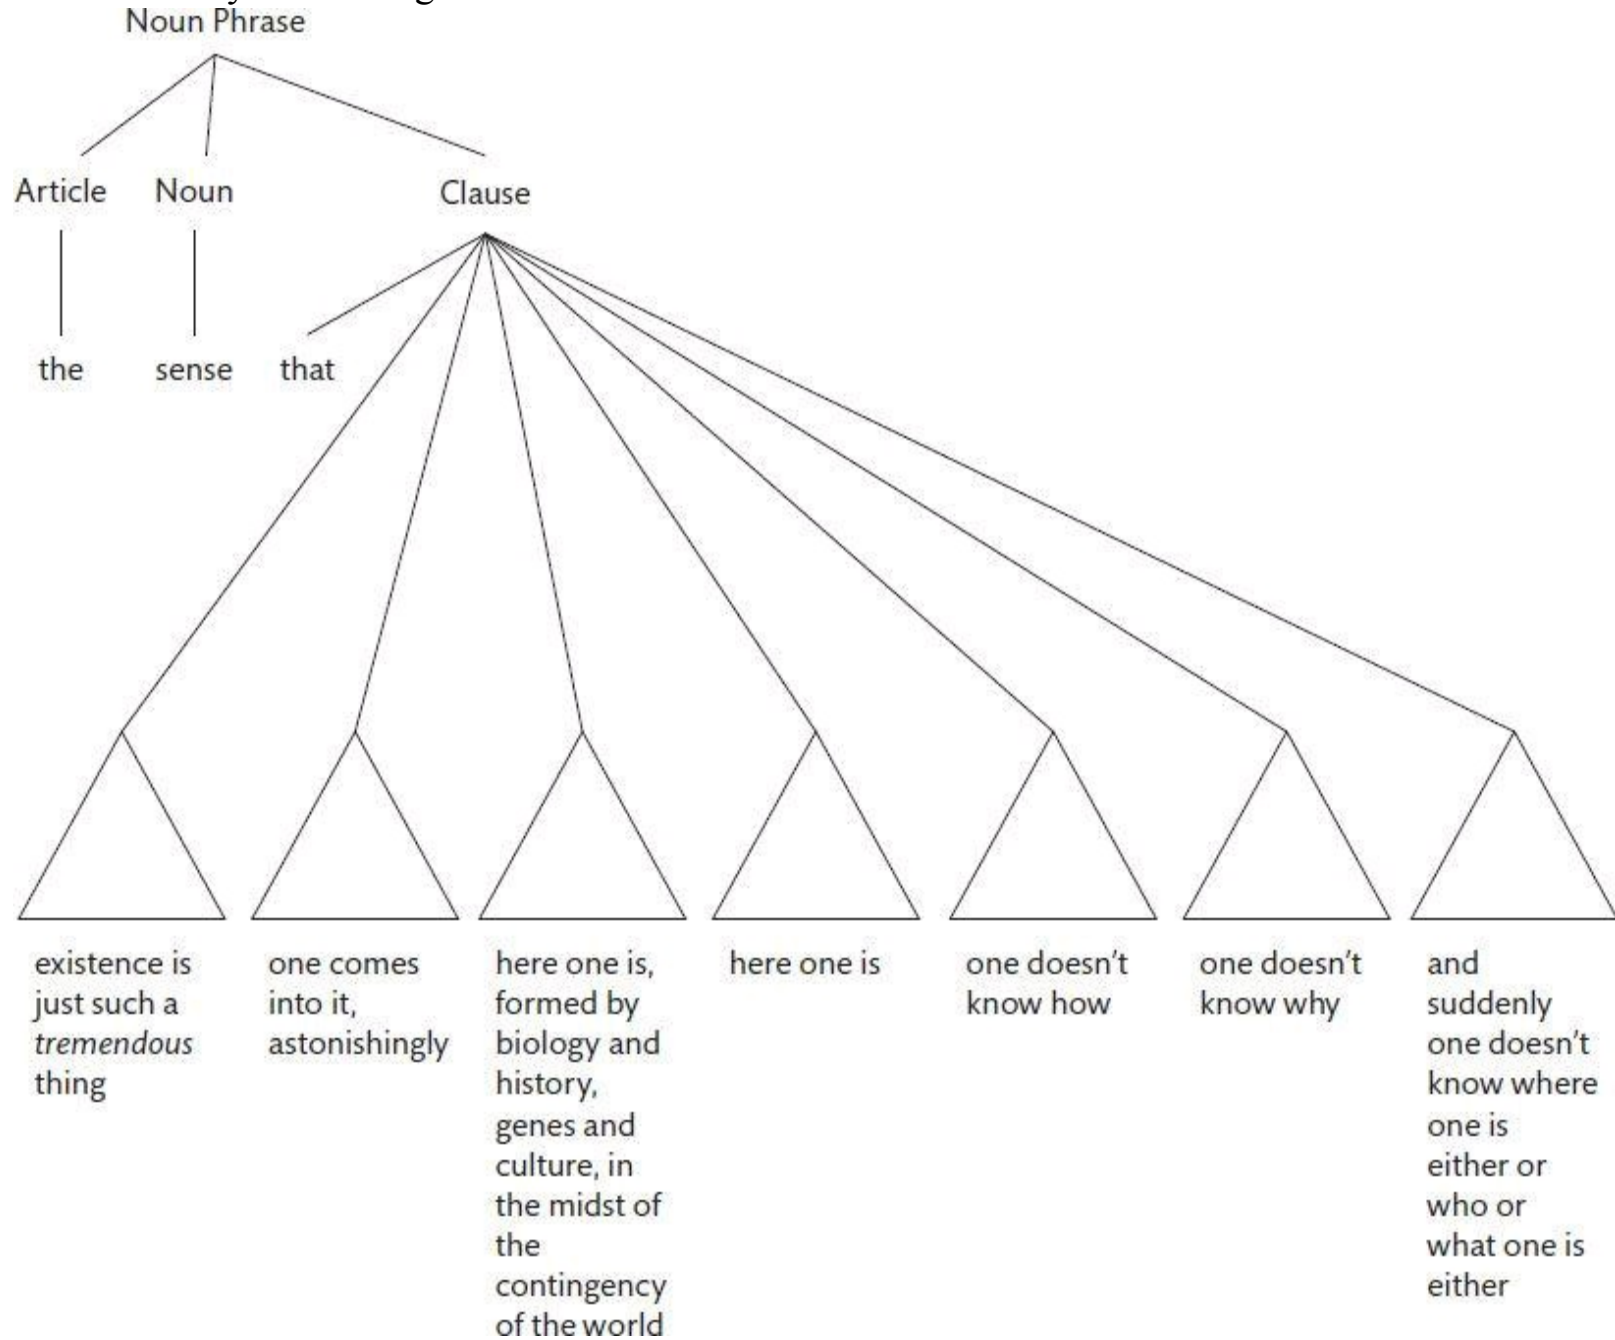 Noun Phrase
Article Noun Clause
the sense that
existence is
just such a
tremendous
thing
one comes
into it,
astonishingly
here one is,
formed by
biology and
history,
genes and
culture, in
the midst of
the
contingency
of the world
here one is
one doesn't
know how
one doesn't
know why
and
suddenly
one doesn't
know where
one is
either or
who or
what one is
either